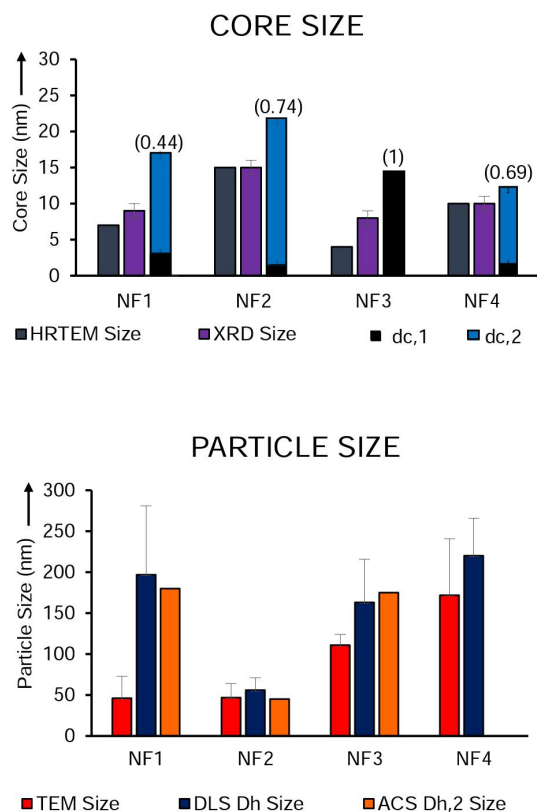 CORE SIZE
Core Size (nm)
30
25
20
15
10
5
0
(0.44)
(0.74)
(1)
(0.69)
NF1 NF2 NF3 NF4
HRTEM Size XRD Size dc,1 dc,2
PARTICLE SIZE
Particle Size (nm)
300
250
200
150
100
50
0
NF1 NF2 NF3 NF4
TEM Size DLS Dh Size ACS Dh,2 Size